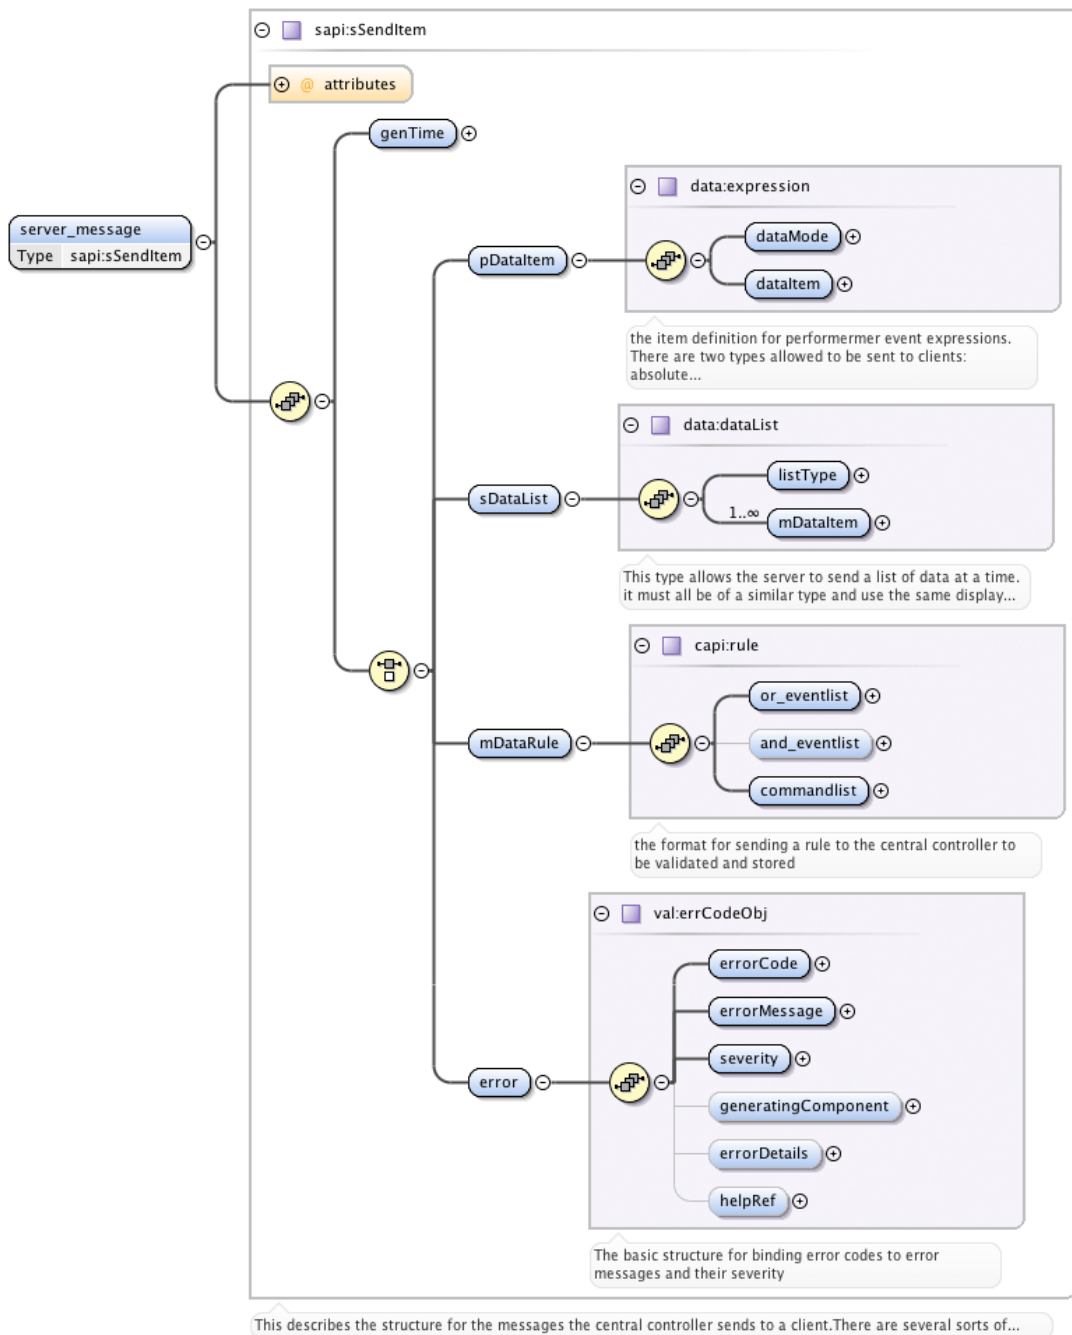 sapi:sSendItem
@ attributes
genTime
data:expression
server_message
dataMode
Type sapi:sSendItem
pDataItem
dataItem
the item definition for performermer event expressions.
There are two types allowed to be sent to clients:
absolute...
data:dataList
listType
sDataList
1..∞
mDataItem
This type allows the server to send a list of data at a time.
it must all be of a similar type and use the same display...
capi:rule
or_eventlist
mDataRule
and_eventlist
commandlist
the format for sending a rule to the central controller to
be validated and stored
val:errCodeObj
errorCode
errorMessage
severity
error
generatingComponent
errorDetails
helpRef
The basic structure for binding error codes to error
messages and their severity
This describes the structure for the messages the central controller sends to a client.There are several sorts of...